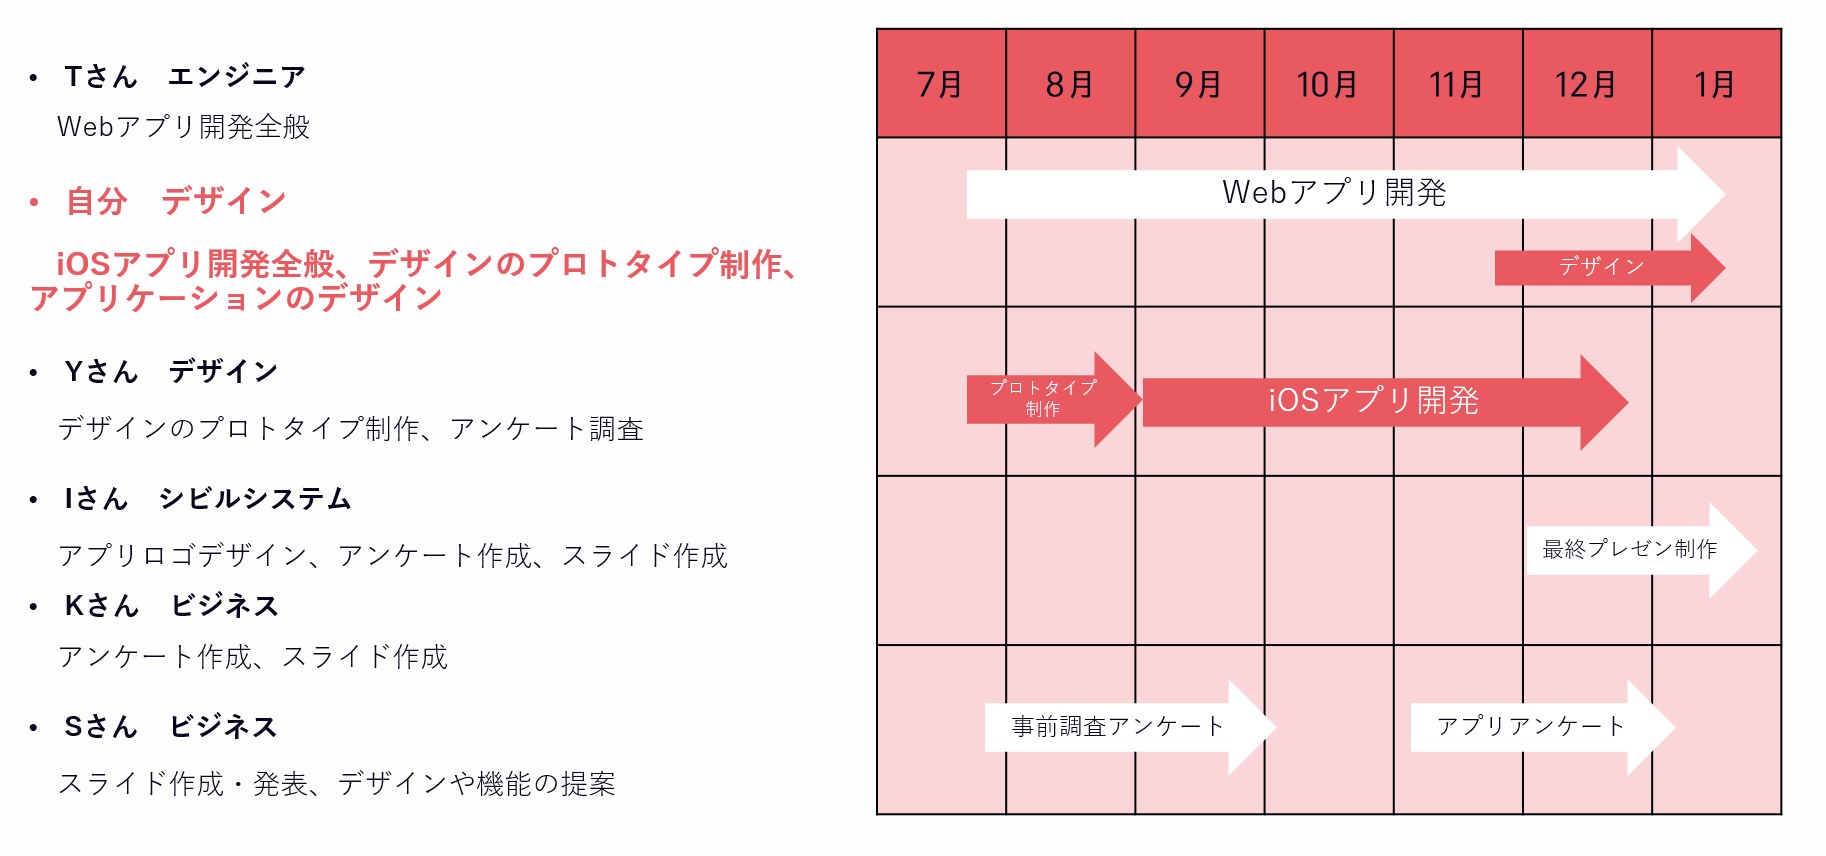 • Tさん　エンジニア
Webアプリ開発全般
• 自分　デザイン
iOSアプリ開発全般、デザインのプロトタイプ制作、
アプリケーションのデザイン
• Yさん　デザイン
デザインのプロトタイプ制作、アンケート調査
• Iさん　シビルシステム
アプリロゴデザイン、アンケート作成、スライド作成
• Kさん　ビジネス
アンケート作成、スライド作成
• Sさん　ビジネス
スライド作成・発表、デザインや機能の提案
7月 8月 9月 10月 11月 12月 1月
Webアプリ開発
デザイン
プロトタイプ
制作
iOSアプリ開発
最終プレゼン制作
事前調査アンケート
アプリアンケート